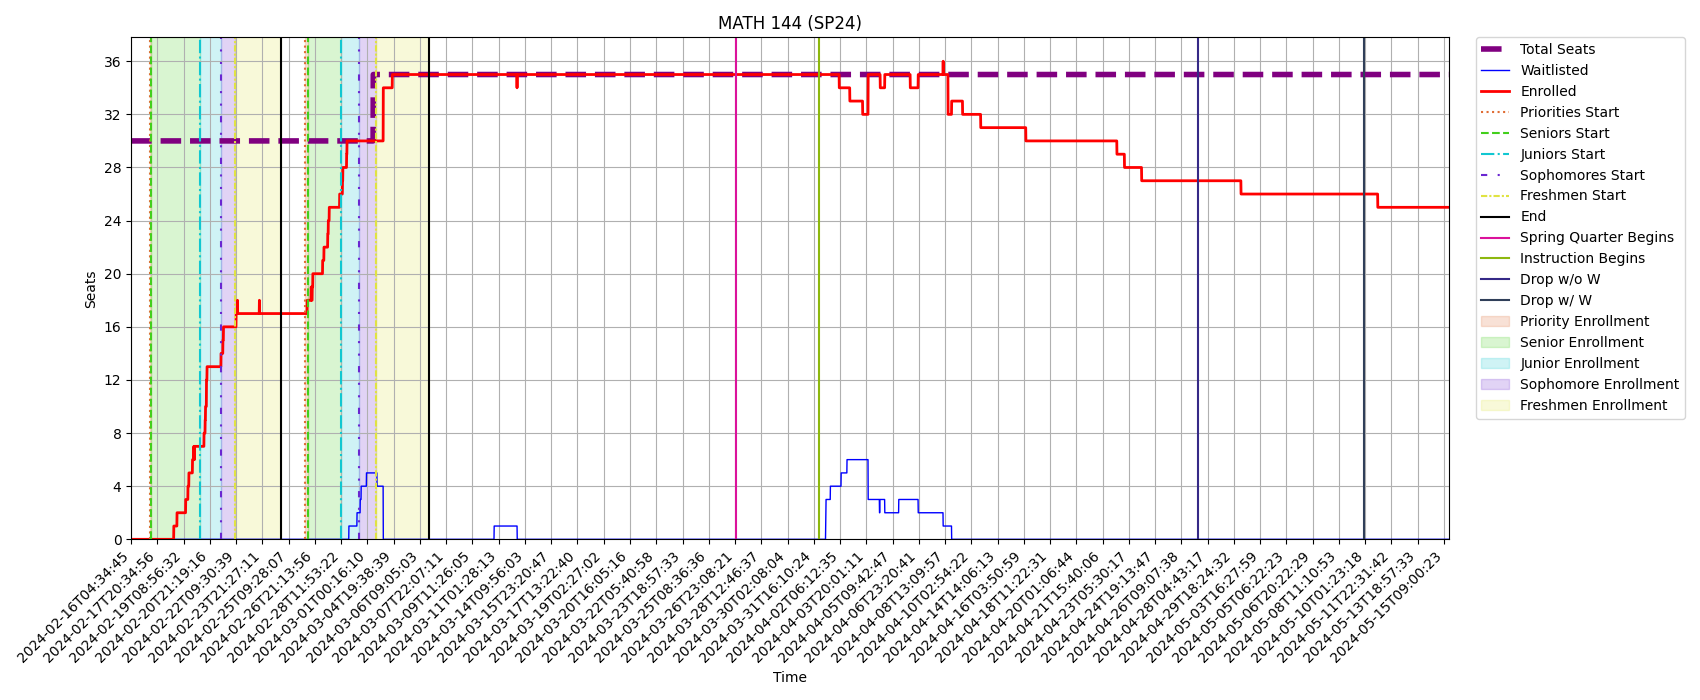 MATH 144 (SP24)
Seats
36
32
28
24
20
16
12
8
4
0
2024-02-16T04:34:45
2024-02-17T20:34:56
2024-02-19T08:56:32
2024-02-20T21:19:16
2024-02-22T09:30:39
2024-02-23T21:27:11
2024-02-25T09:28:07
2024-02-26T21:13:56
2024-02-28T11:53:22
2024-03-01T00:16:10
2024-03-04T19:38:39
2024-03-06T09:05:03
2024-03-07T22:07:11
2024-03-11T01:26:05
2024-03-11T01:28:13
2024-03-14T09:56:03
2024-03-15T23:20:47
2024-03-17T13:22:40
2024-03-19T02:27:02
2024-03-20T16:05:16
2024-03-22T05:40:58
2024-03-23T18:57:33
2024-03-25T08:36:36
2024-03-26T23:08:21
2024-03-28T12:46:37
2024-03-30T02:08:04
2024-03-31T16:10:24
2024-04-02T06:12:35
2024-04-03T20:01:11
2024-04-05T09:42:47
2024-04-06T23:20:41
2024-04-08T13:09:57
2024-04-10T02:54:22
2024-04-14T14:06:13
2024-04-16T03:50:59
2024-04-18T11:22:31
2024-04-20T01:06:44
2024-04-21T15:40:06
2024-04-23T05:30:17
2024-04-24T19:13:47
2024-04-26T09:07:38
2024-04-28T04:43:17
2024-04-29T18:24:32
2024-05-03T16:27:59
2024-05-05T06:22:23
2024-05-06T20:22:29
2024-05-08T11:10:53
2024-05-10T01:23:18
2024-05-11T22:31:42
2024-05-13T18:57:33
2024-05-15T09:00:23
Time
Total Seats
Waitlisted
Enrolled
Priorities Start
Seniors Start
Juniors Start
Sophomores Start
Freshmen Start
End
Spring Quarter Begins
Instruction Begins
Drop w/o W
Drop w/ W
Priority Enrollment
Senior Enrollment
Junior Enrollment
Sophomore Enrollment
Freshmen Enrollment